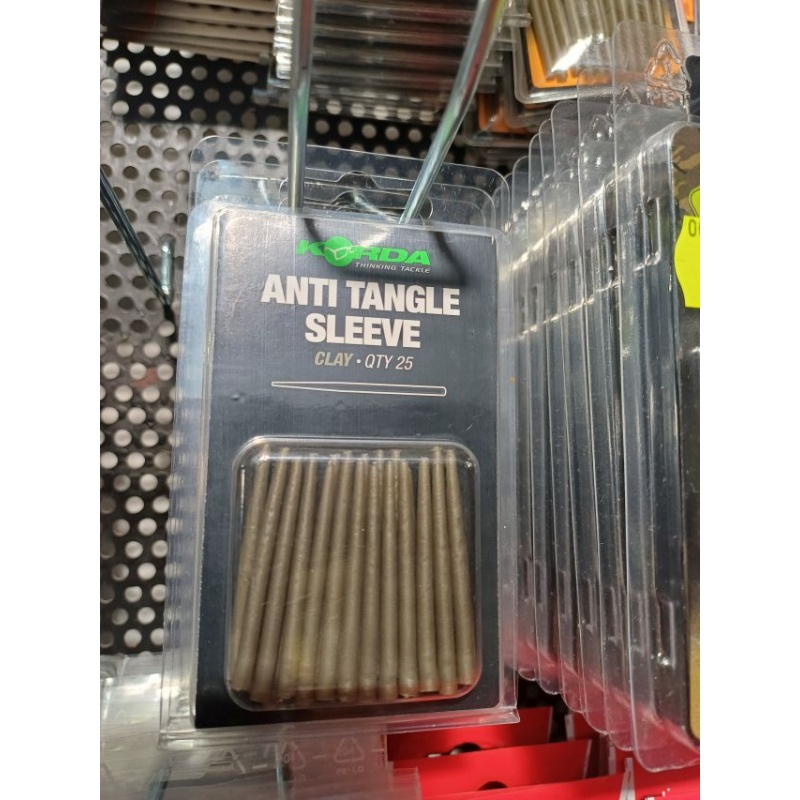 KORDA
THINKING TACKLE
ANTI TANGLE
SLEEVE
CLAY • QTY 25